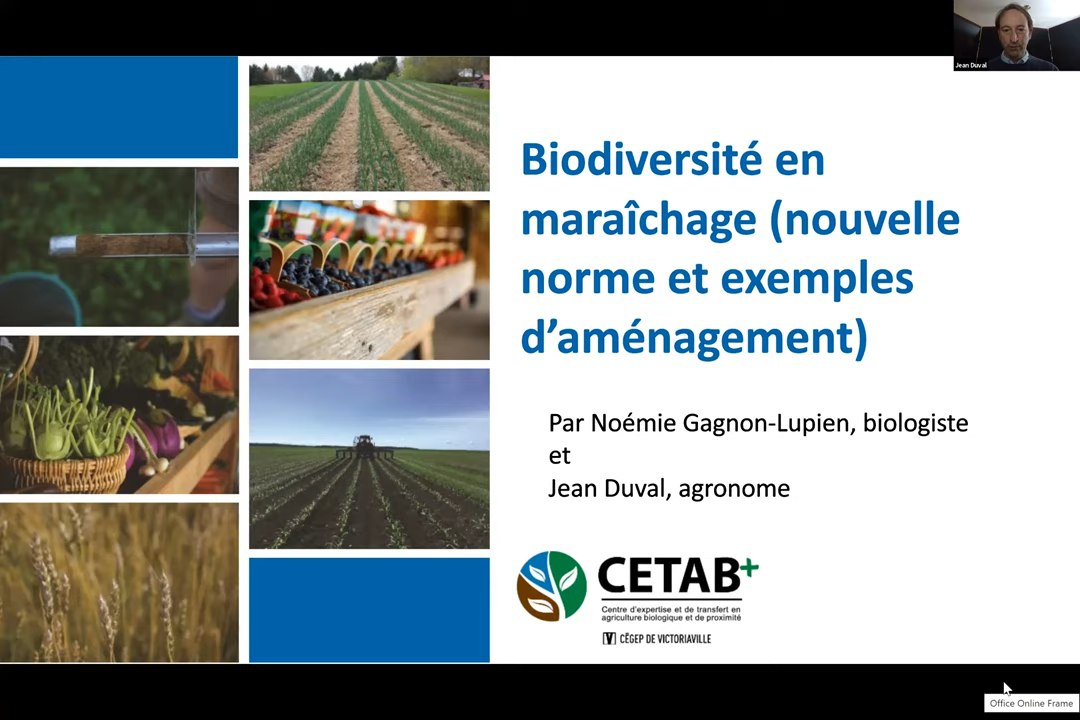 Jean Duval
Biodiversité en
maraîchage (nouvelle
norme et exemples
d’aménagement)
Par Noémie Gagnon-Lupien, biologiste
et
Jean Duval, agronome
CETAB+
Centre d'expertise et de transfert en
agriculture biologique et de proximité
CÉGEP DE VICTORIAVILLE
Office Online Frame